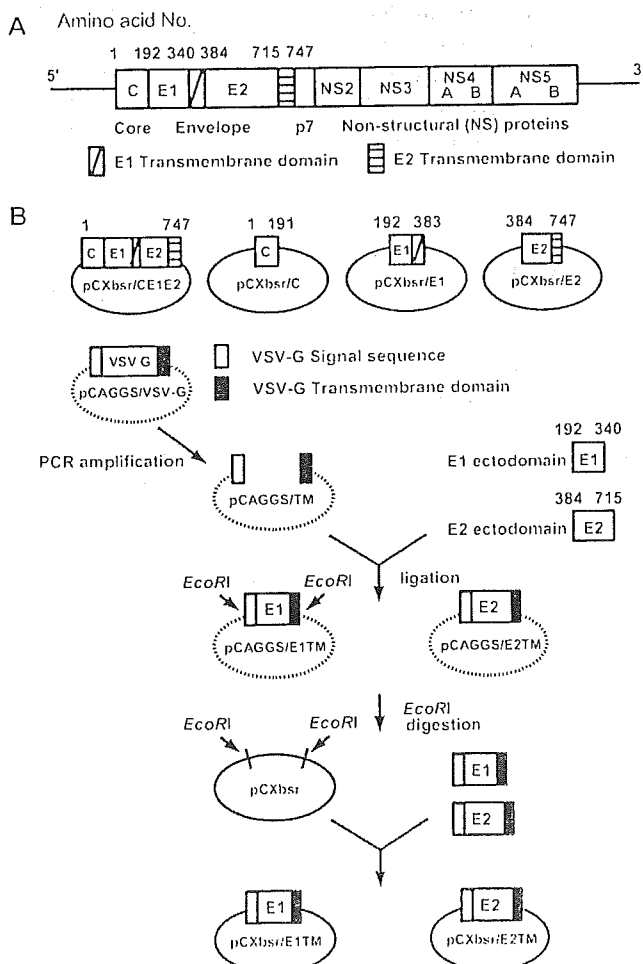 A
Amino acid No.
1 192 340 384 715 747
5' 3
C E1 E2 NS2 NS3 NS4 NS5
A B A B
Core Envelope p7 Non-structural (NS) proteins
E1 Transmembrane domain E2 Transmembrane domain
B
1 747 1 191 192 383 384 747
C E1 E2 C E1 E2
pCXbsr/CE1E2 pCXbsr/C pCXbsr/E1 pCXbsr/E2
VSV G VSV-G Signal sequence
pCAGGS/VSV-G VSV-G Transmembrane domain
192 340
PCR amplification E1 ectodomain E1
pCAGGS/TM 384 715
E2 ectodomain E2
EcoRI EcoRI ligation
E1 E2
pCAGGS/E1TM pCAGGS/E2TM
EcoRI EcoRI EcoRI
digestion
pCXbsr E1
E2
E1 E2
pCXbsr/E1TM pCXbsr/E2TM